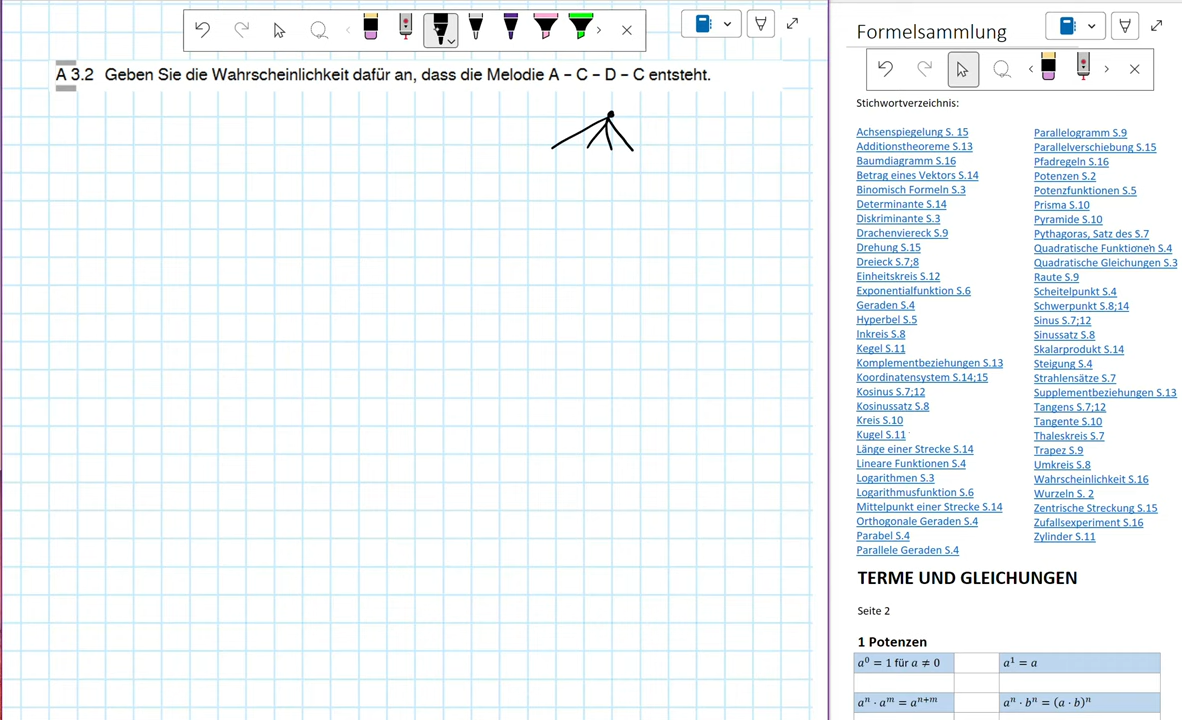 Formelsammlung
A 3.2 Geben Sie die Wahrscheinlichkeit dafür an, dass die Melodie A – C – D – C entsteht.
Stichwortverzeichnis:
Achsenspiegelung S. 15
Additionstheoreme S.13
Baumdiagramm S.16
Betrag eines Vektors S.14
Binomisch Formeln S.3
Determinante S.14
Diskriminante S.3
Drachenviereck S.9
Drehung S.15
Dreieck S.7;8
Einheitskreis S.12
Exponentialfunktion S.6
Geraden S.4
Hyperbel S.5
Inkreis S.8
Kegel S.11
Komplementbeziehungen S.13
Koordinatensystem S.14;15
Kosinus S.7;12
Kosinussatz S.8
Kreis S.10
Kugel S.11
Länge einer Strecke S.14
Lineare Funktionen S.4
Logarithmen S.3
Logarithmusfunktion S.6
Mittelpunkt einer Strecke S.14
Orthogonale Geraden S.4
Parabel S.4
Parallele Geraden S.4
Parallelogramm S.9
Parallelverschiebung S.15
Pfadregeln S.16
Potenzen S.2
Potenzfunktionen S.5
Prisma S.10
Pyramide S.10
Pythagoras, Satz des S.7
Quadratische Funktionen S.4
Quadratische Gleichungen S.3
Raute S.9
Scheitelpunkt S.4
Schwerpunkt S.8;14
Sinus S.7;12
Sinussatz S.8
Skalarprodukt S.14
Steigung S.4
Strahlensätze S.7
Supplementbeziehungen S.13
Tangens S.7;12
Tangente S.10
Thaleskreis S.7
Trapez S.9
Umkreis S.8
Wahrscheinlichkeit S.16
Wurzeln S. 2
Zentrische Streckung S.15
Zufallsexperiment S.16
Zylinder S.11
TERME UND GLEICHUNGEN
Seite 2
1 Potenzen
a⁰ = 1 für a ≠ 0
a¹ = a
aⁿ · aᵐ = aⁿ⁺ᵐ
aⁿ · bⁿ = (a · b)ⁿ